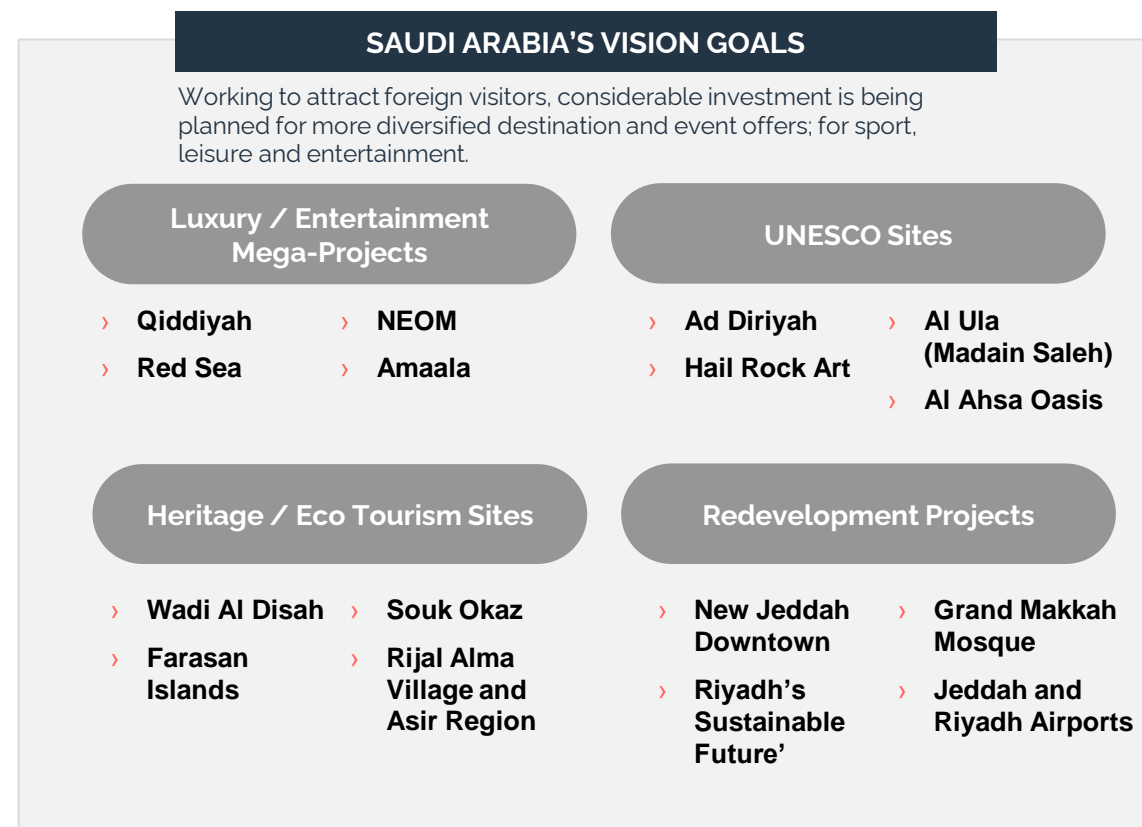 SAUDI ARABIA'S VISION GOALS
Working to attract foreign visitors, considerable investment is being
planned for more diversified destination and event offers; for sport,
leisure and entertainment.
Luxury / Entertainment
Mega-Projects
› Qiddiyah
› Red Sea
› NEOM
› Amaala
UNESCO Sites
› Ad Diriyah
› Hail Rock Art
› Al Ula
(Madain Saleh)
› Al Ahsa Oasis
Heritage / Eco Tourism Sites
› Wadi Al Disah
› Farasan
Islands
› Souk Okaz
› Rijal Alma
Village and
Asir Region
Redevelopment Projects
› New Jeddah
Downtown
› Riyadh's
Sustainable
Future'
› Grand Makkah
Mosque
› Jeddah and
Riyadh Airports